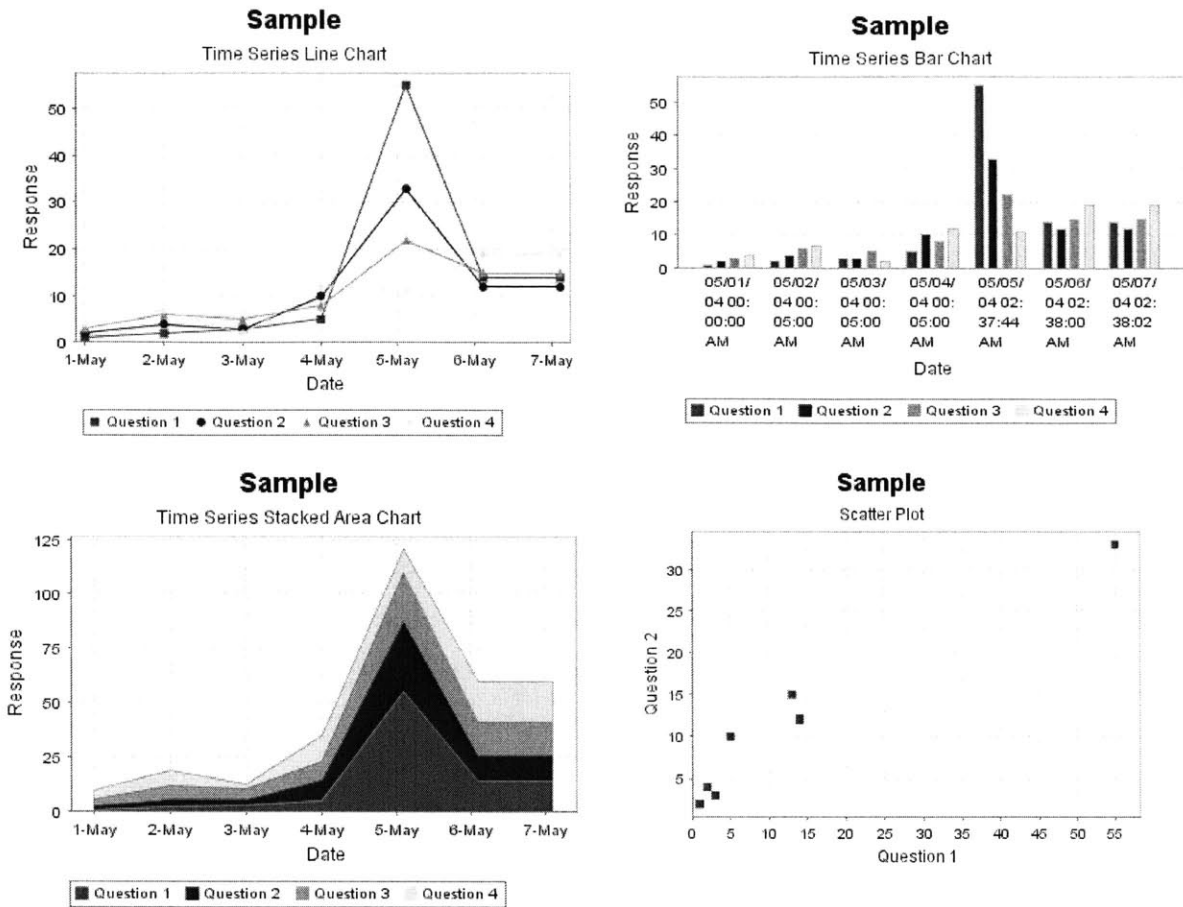 Sample
Time Series Line Chart
Response
50
40
30
20
10
0
1-May 2-May 3-May 4-May 5-May 6-May 7-May
Date
Question 1 Question 2 Question 3 Question 4
Sample
Time Series Bar Chart
Response
50
40
30
20
10
0
05/01/ 05/02/ 05/03/ 05/04/ 05/05/ 05/06/ 05/07/
04 00: 04 00: 04 00: 04 00: 04 02: 04 02: 04 02:
00:00 05:00 05:00 05:00 37:44 38:00 38:02
AM AM AM AM AM AM AM
Date
Question 1 Question 2 Question 3 Question 4
Sample
Time Series Stacked Area Chart
Response
125
100
75
50
25
0
1-May 2-May 3-May 4-May 5-May 6-May 7-May
Date
Question 1 Question 2 Question 3 Question 4
Sample
Scatter Plot
Question 2
30
25
20
15
10
5
0 5 10 15 20 25 30 35 40 45 50 55
Question 1